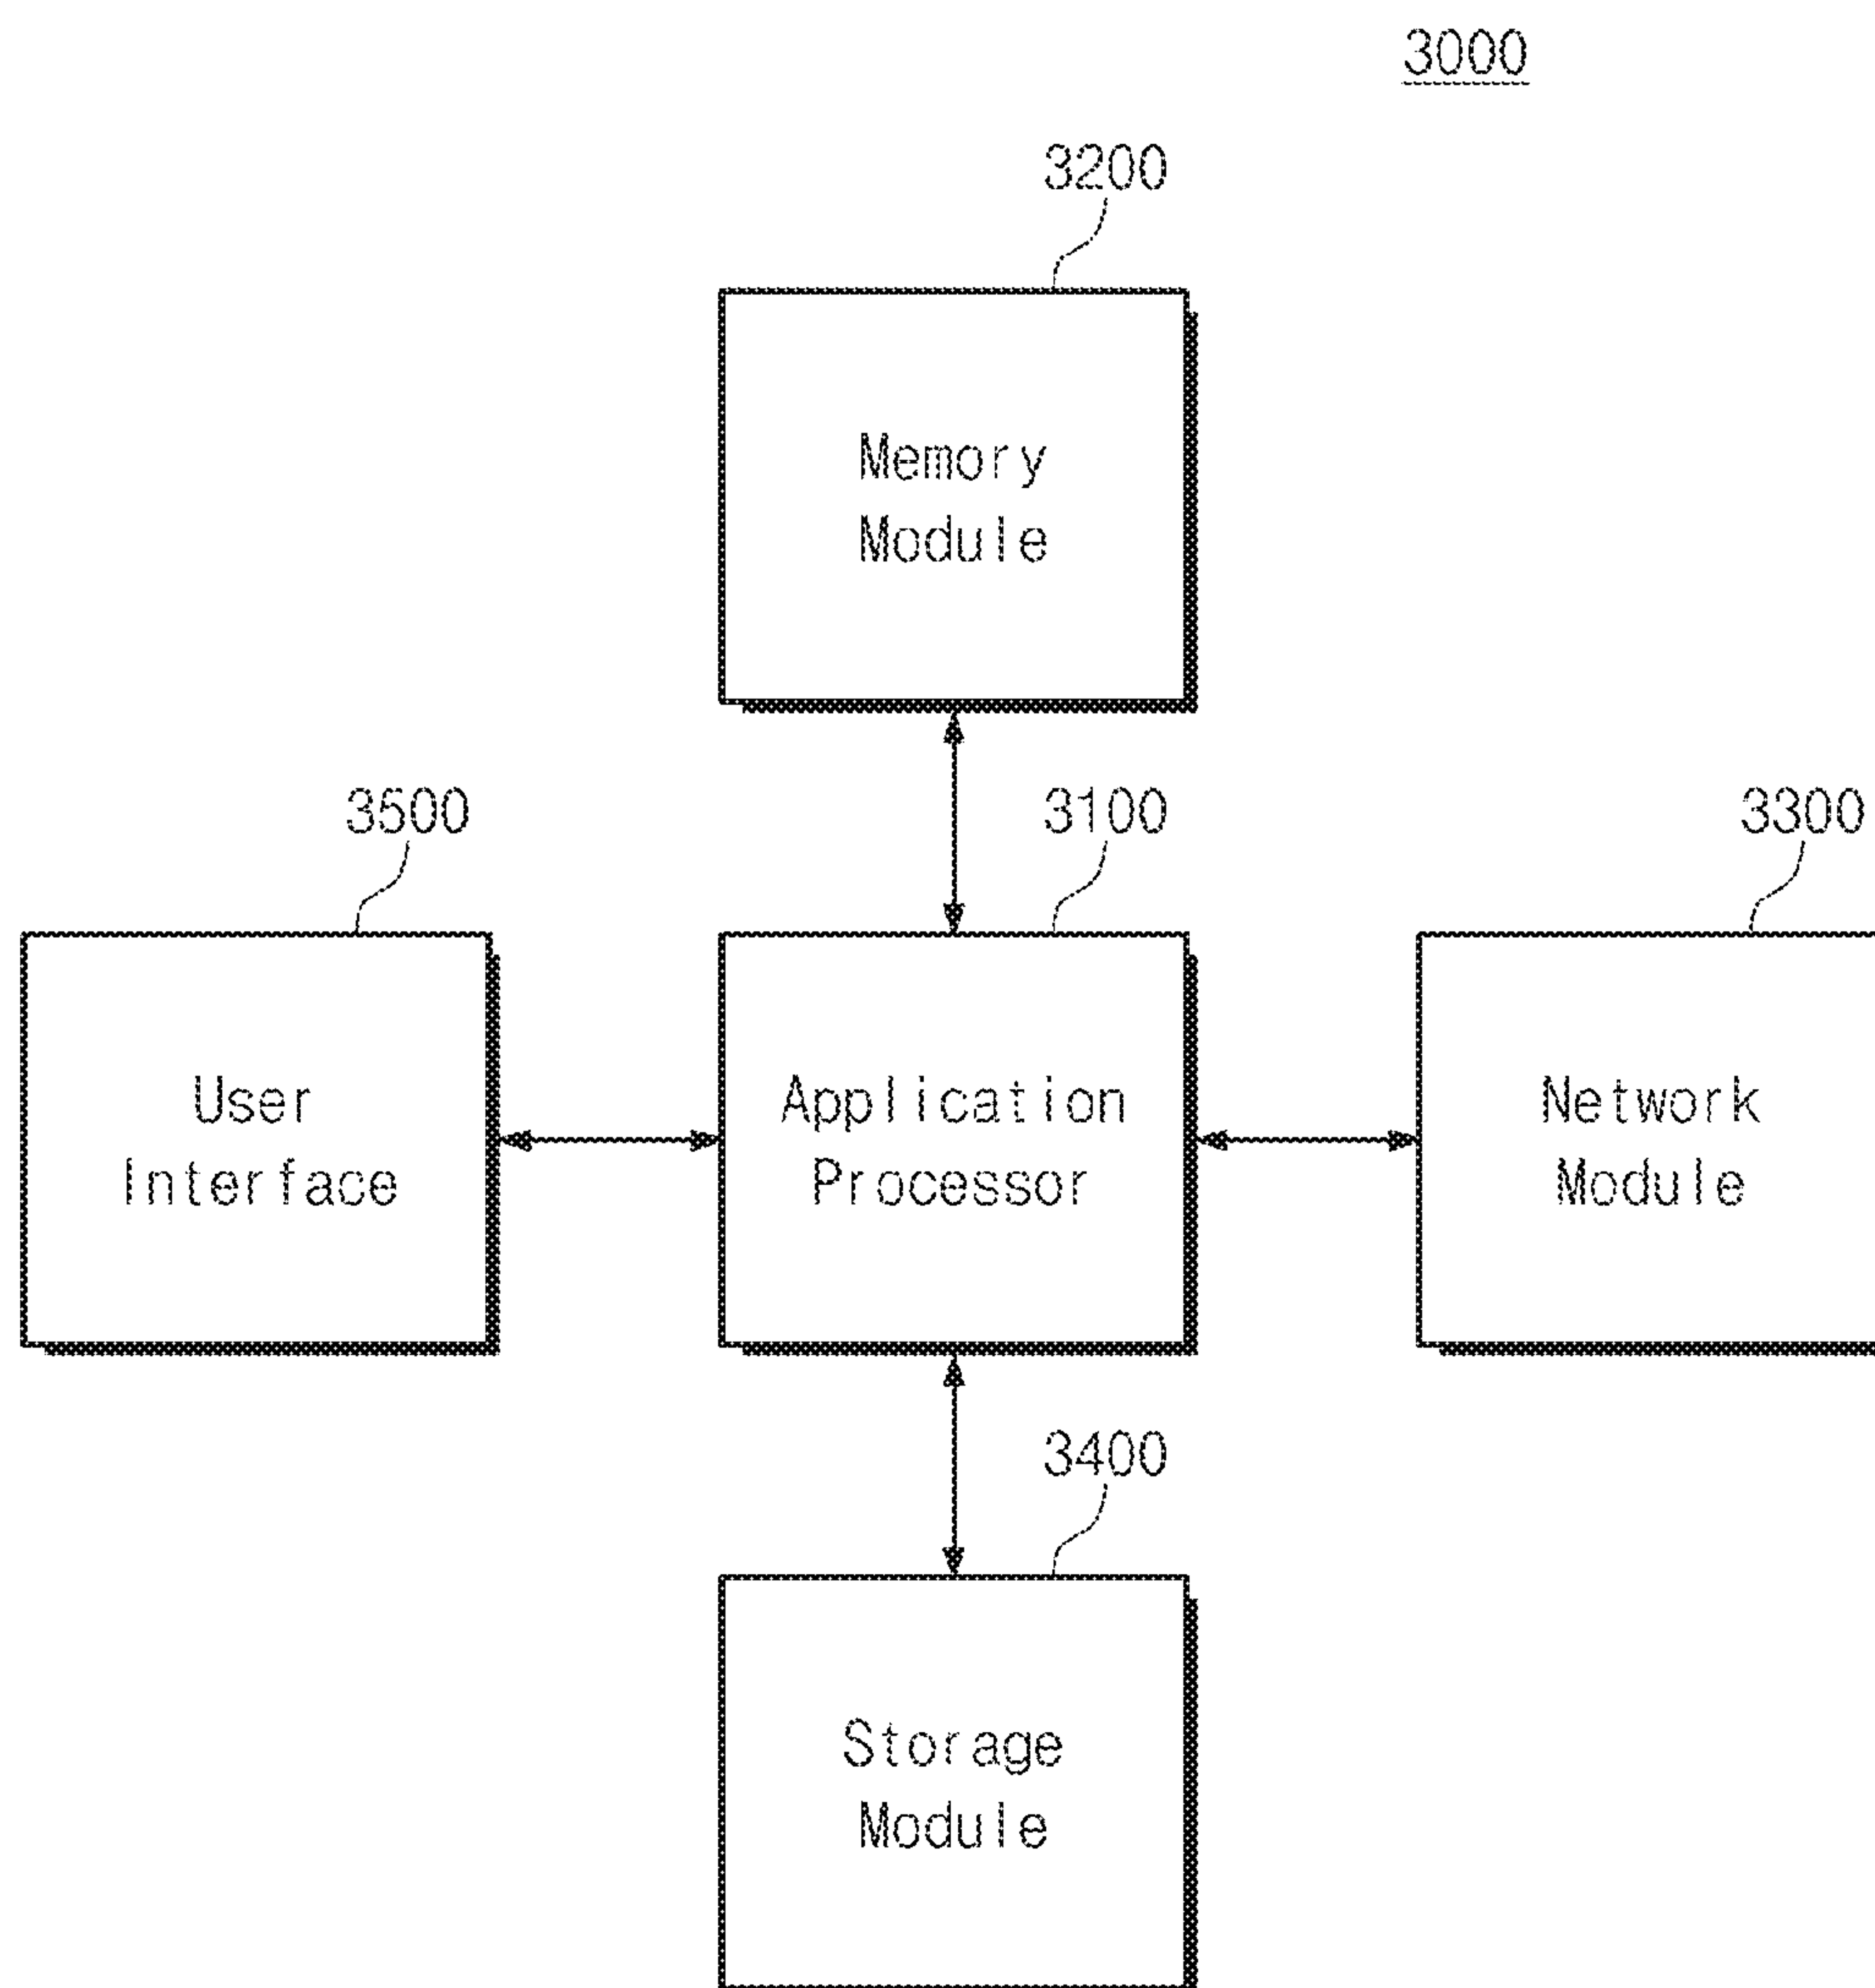 3000
3200
Memory
Module
3500
3100
3300
User
Interface
Application
Processor
Network
Module
3400
Storage
Module